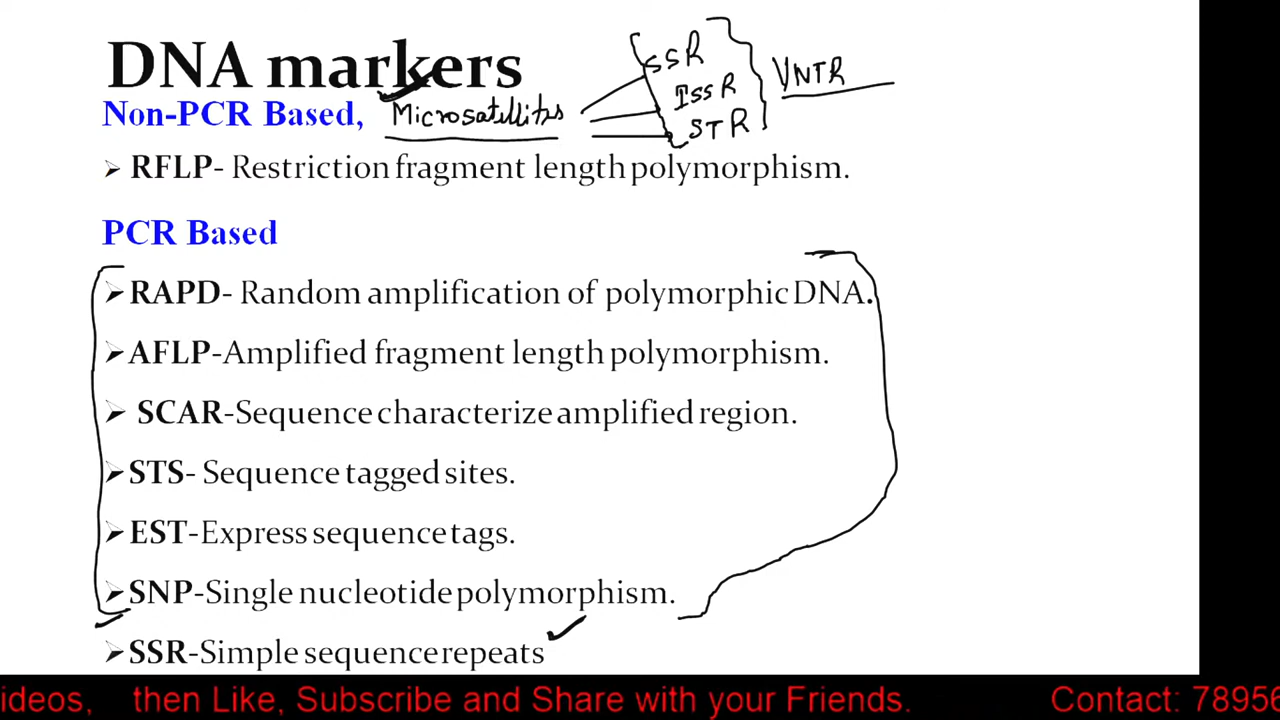 DNA markers
SSR
ISSR
STR
VNTR
Non-PCR Based, Microsatellites
➢ RFLP- Restriction fragment length polymorphism.
PCR Based
➢ RAPD- Random amplification of polymorphic DNA.
➢ AFLP-Amplified fragment length polymorphism.
➢ SCAR-Sequence characterize amplified region.
➢ STS- Sequence tagged sites.
➢ EST-Express sequence tags.
➢ SNP-Single nucleotide polymorphism.
➢ SSR-Simple sequence repeats
ideos, then Like, Subscribe and Share with your Friends. Contact: 78956